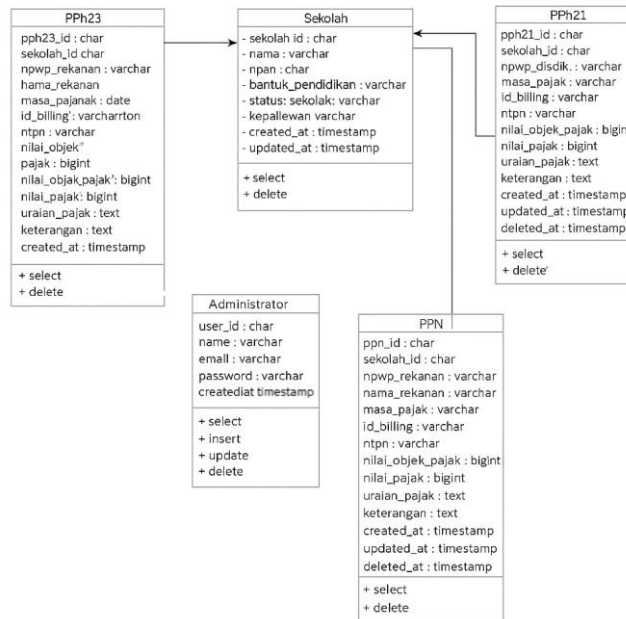 PPh23
pph23_id : char
sekolah_id char
npwp_rekanan : varchar
hama_rekanan
masa_pajanak : date
id_billing' : varcharrton
ntpn : varchar
nilai_objek"
pajak : bigint
nilai_objak_pajak' : bigint
nilai_pajak : bigint
uraian_pajak : text
keterangan : text
created_at : timestamp
+ select
+ delete
Sekolah
- sekolah id : char
- nama : varchar
- npan : char
- bantuk_pendidikan : varchar
- status: sekolak: varchar
- kepallewan varchar
- created_at : timestamp
- updated_at : timestamp
+ select
+ delete
PPh21
pph21_id : char
sekolah_id : char
npwp_disdik. : varchar
masa_pajak : varchar
id_billing : varchar
ntpn : varchar
nilai_objek_pajak : bigin
nilai_pajak : bigint
uraian_pajak : text
keterangan : text
created_at : timestamp
updated_at : timestamp
deleted_at : timestamp
+ select
+ delete'
Administrator
user_id : char
name : varchar
emall : varchar
password : varchar
creatediat timestamp
+ select
+ insert
+ update
+ delete
PPN
ppn_id : char
sekolah_id : char
npwp_rekanan : varchar
nama_rekanan : varchar
masa_pajak : varchar
id_billing : varchar
ntpn : varchar
nilai_objek_pajak : bigint
nilai_pajak : bigint
uraian_pajak : text
keterangan : text
created_at : timestamp
updated_at : timestamp
deleted_at : timestamp
+ select
+ delete